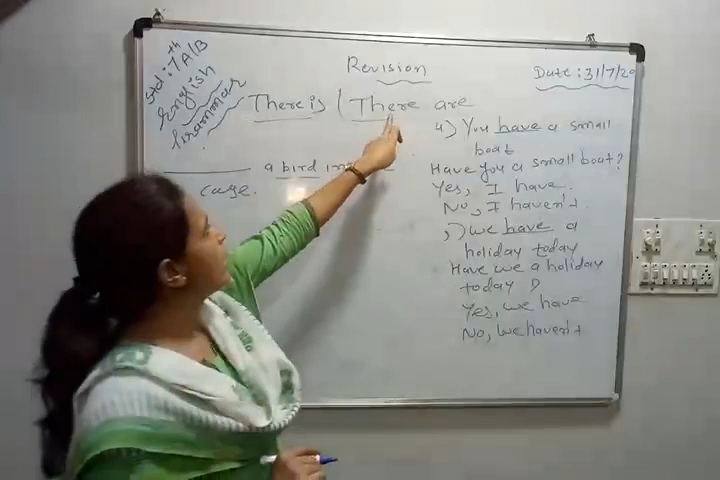 Std: 7th A/B
English
Grammar
Revision
Date: 31/7/20
There is / There are
a bird in
cage.
4) You have a small
boat
Have you a small boat?
Yes, I have.
No, I haven't.
5) We have a
holiday today
Have we a holiday
today ?
Yes, we have
No, we haven't